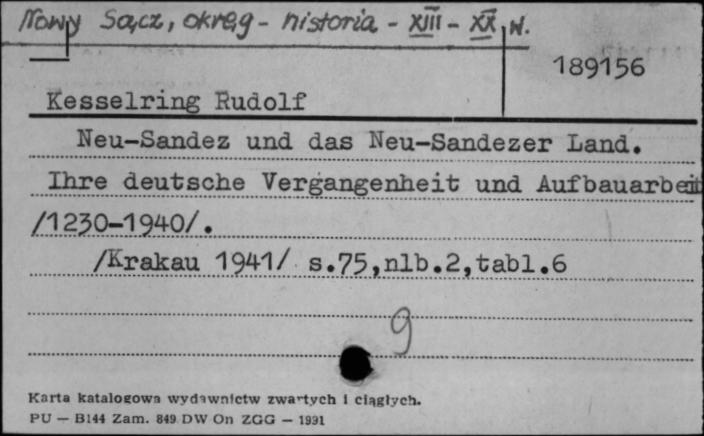 Nowy Sącz, okręg - historia - XIII - XX w.
189156
Kesselring Rudolf
Neu-Sandez und das Neu-Sandezer Land.
Ihre deutsche Vergangenheit und Aufbauarbeit
/1230-1940/.
/Krakau 1941/ s.75,nlb.2,tabl.6
g
Karta katalogowa wydawnictw zwartych i ciągłych.
PU — B144 Zam. 849 DW On ZGG — 1991